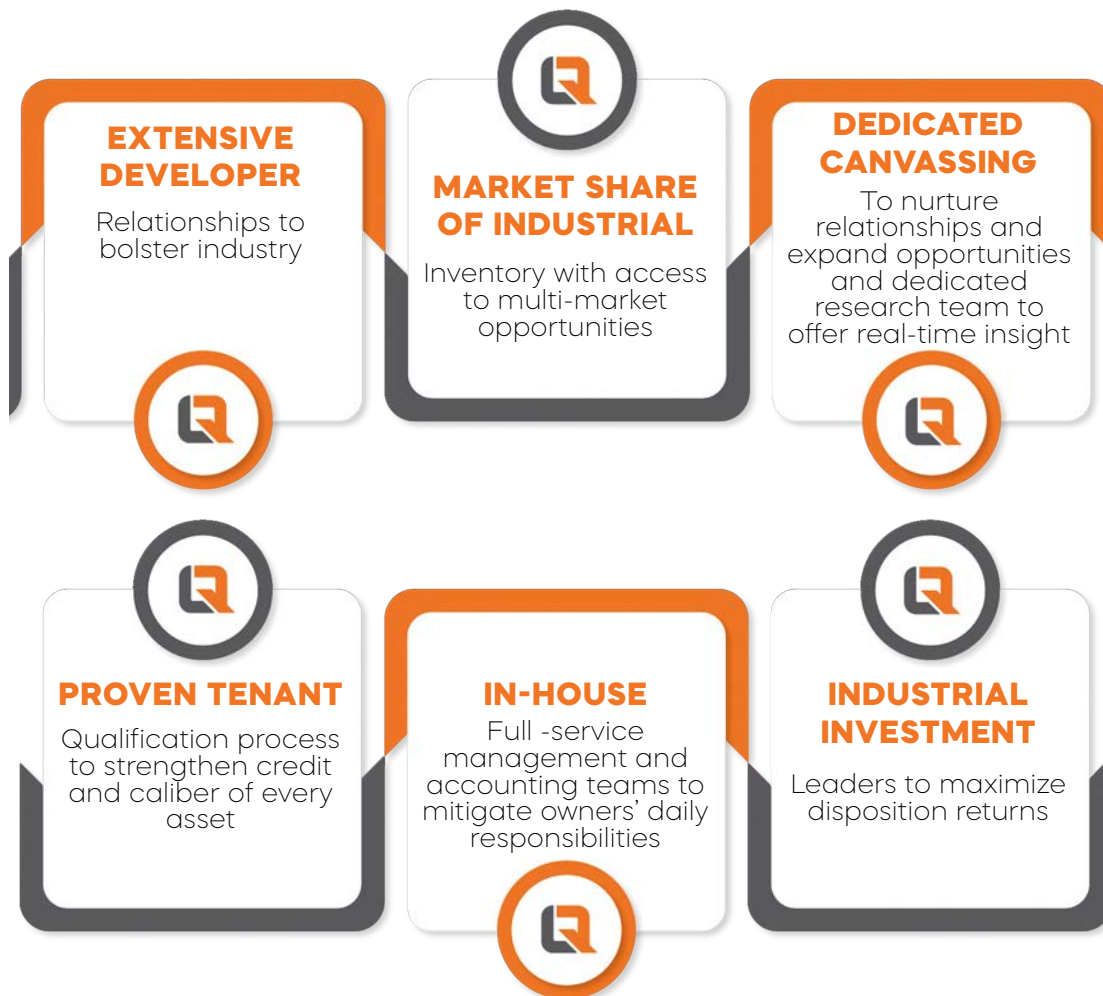 EXTENSIVE
DEVELOPER
Relationships to
bolster industry
MARKET SHARE
OF INDUSTRIAL
Inventory with access
to multi-market
opportunities
DEDICATED
CANVASSING
To nurture
relationships and
expand opportunities
and dedicated
research team to
offer real-time insight
PROVEN TENANT
Qualification process
to strengthen credit
and caliber of every
asset
IN-HOUSE
Full -service
management and
accounting teams to
mitigate owners’ daily
responsibilities
INDUSTRIAL
INVESTMENT
Leaders to maximize
disposition returns